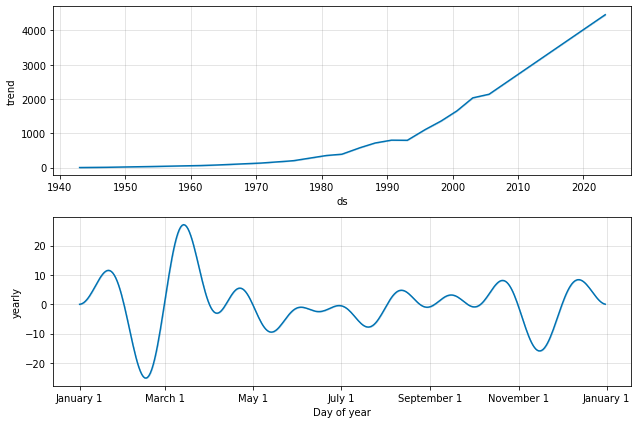 4000
3000
2000
1000
0
trend
1940 1950 1960 1970 1980 1990 2000 2010 2020
ds
20
10
0
−10
−20
yearly
January 1 March 1 May 1 July 1 September 1 November 1 January 1
Day of year